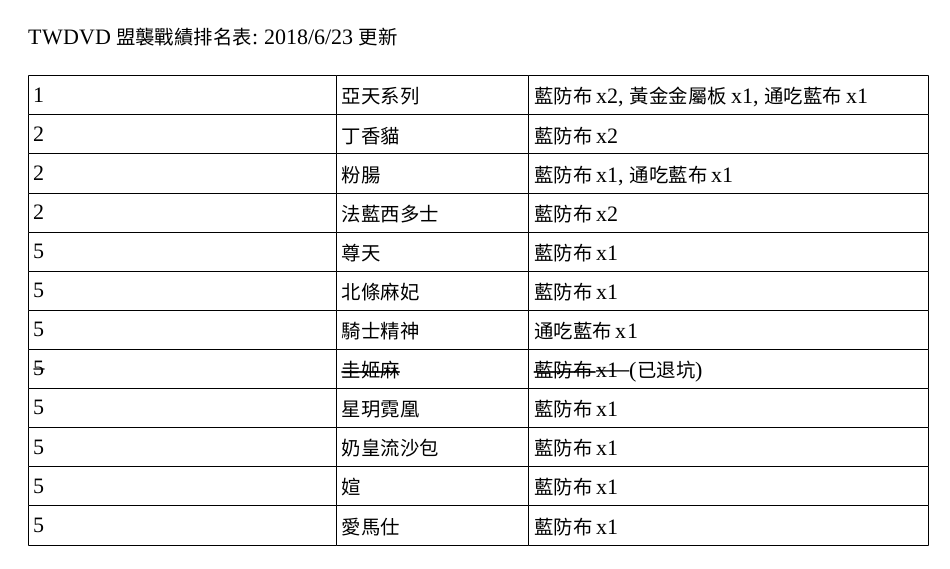 TWDVD 盟襲戰績排名表: 2018/6/23 更新
1 亞天系列 藍防布 x2, 黃金金屬板 x1, 通吃藍布 x1
2 丁香貓 藍防布 x2
2 粉腸 藍防布 x1, 通吃藍布 x1
2 法藍西多士 藍防布 x2
5 尊天 藍防布 x1
5 北條麻妃 藍防布 x1
5 騎士精神 通吃藍布 x1
5 圭姬麻 藍防布 x1 (已退坑)
5 星玥霓凰 藍防布 x1
5 奶皇流沙包 藍防布 x1
5 媗 藍防布 x1
5 愛馬仕 藍防布 x1